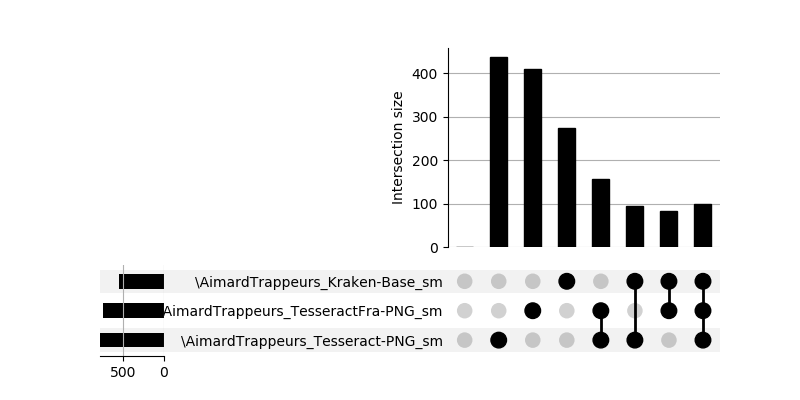 400
300
200
100
0
Intersection size
\AimardTrappeurs_Kraken-Base_sm
AimardTrappeurs_TesseractFra-PNG_sm
\AimardTrappeurs_Tesseract-PNG_sm
500 0